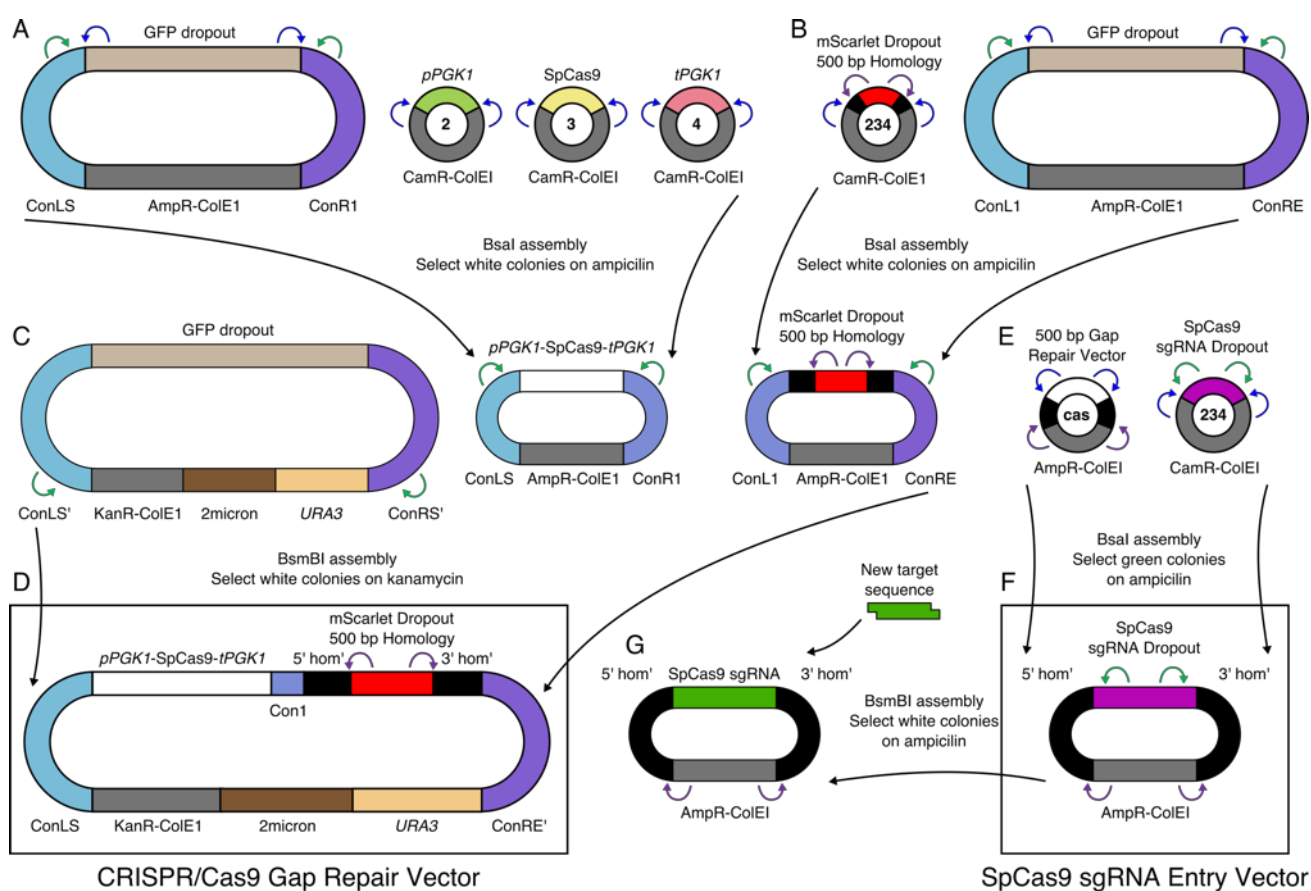 A
GFP dropout
ConLS
AmpR-ColE1
ConR1
pPGK1
2
CamR-ColEI
SpCas9
3
CamR-ColEI
tPGK1
4
CamR-ColEI
BsaI assembly
Select white colonies on ampicilin
B
mScarlet Dropout
500 bp Homology
234
CamR-ColE1
GFP dropout
ConL1
AmpR-ColE1
ConRE
BsaI assembly
Select white colonies on ampicilin
C
GFP dropout
ConLS'
KanR-ColE1
2micron
URA3
ConRS'
pPGK1-SpCas9-tPGK1
ConLS
AmpR-ColE1
ConR1
mScarlet Dropout
500 bp Homology
ConL1
AmpR-ColE1
ConRE
E
500 bp Gap
Repair Vector
cas
AmpR-ColEI
SpCas9
sgRNA Dropout
234
CamR-ColEI
BsmBI assembly
Select white colonies on kanamycin
BsaI assembly
Select green colonies
on ampicilin
D
pPGK1-SpCas9-tPGK1
mScarlet Dropout
500 bp Homology
5' hom'
3' hom'
Con1
ConLS
KanR-ColE1
2micron
URA3
ConRE'
CRISPR/Cas9 Gap Repair Vector
New target
sequence
G
5' hom'
SpCas9 sgRNA
3' hom'
AmpR-ColEI
BsmBI assembly
Select white colonies
on ampicilin
F
SpCas9
sgRNA Dropout
5' hom'
3' hom'
AmpR-ColEI
SpCas9 sgRNA Entry Vector